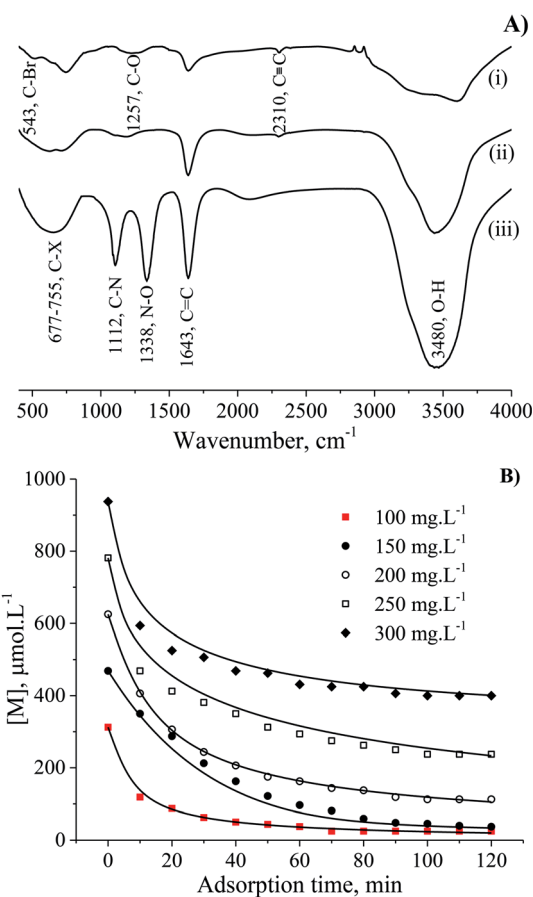 A)
(i)
543, C-Br
1257, C-O
2310, C≡C
(ii)
(iii)
677-755, C-X
1112, C-N
1338, N-O
1643, C=C
3480, O-H
500 1000 1500 2000 2500 3000 3500 4000
Wavenumber, cm⁻¹
B)
1000
800
600
400
200
0
[M], μmol.L⁻¹
100 mg.L⁻¹
150 mg.L⁻¹
200 mg.L⁻¹
250 mg.L⁻¹
300 mg.L⁻¹
0 20 40 60 80 100 120
Adsorption time, min